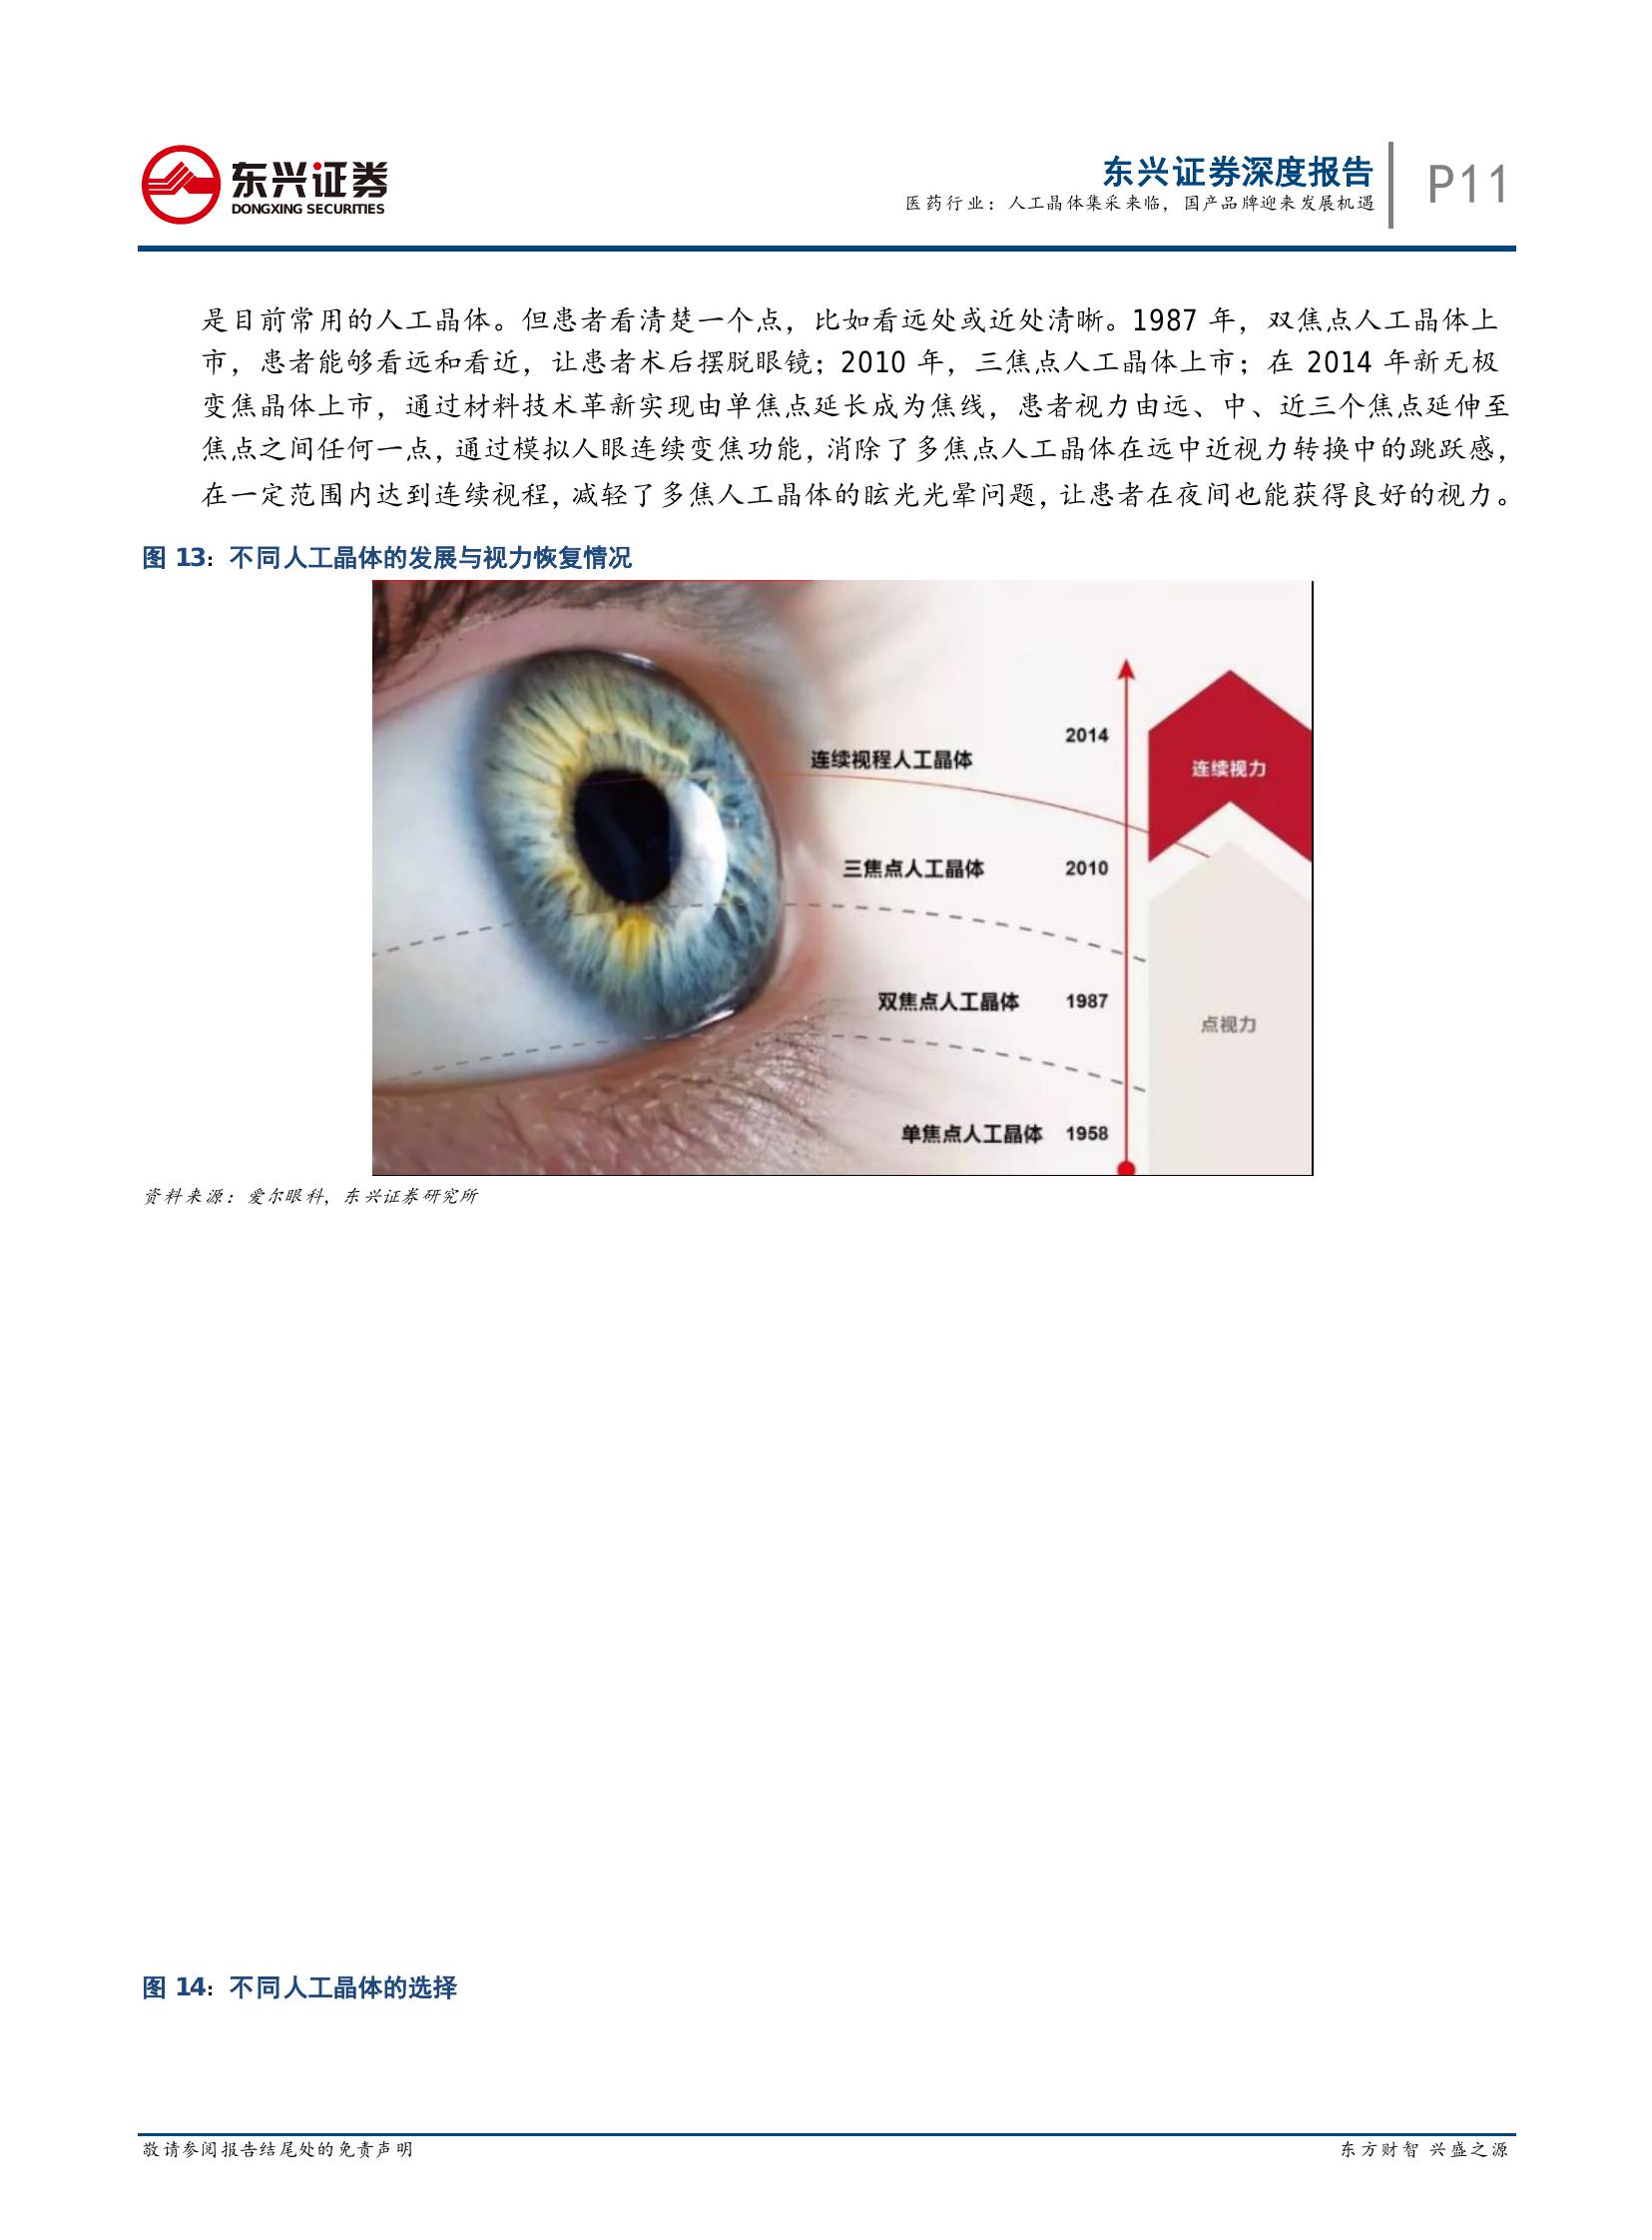 东兴证券
DONGXING SECURITIES
东兴证券深度报告
医药行业：人工晶体集采来临，国产品牌迎来发展机遇
P11
是目前常用的人工晶体。但患者看清楚一个点，比如看远处或近处清晰。1987 年，双焦点人工晶体上
市，患者能够看远和看近，让患者术后摆脱眼镜；2010 年，三焦点人工晶体上市；在 2014 年新无极
变焦晶体上市，通过材料技术革新实现由单焦点延长成为焦线，患者视力由远、中、近三个焦点延伸至
焦点之间任何一点，通过模拟人眼连续变焦功能，消除了多焦点人工晶体在远中近视力转换中的跳跃感，
在一定范围内达到连续视程，减轻了多焦人工晶体的眩光光晕问题，让患者在夜间也能获得良好的视力。
图 13：不同人工晶体的发展与视力恢复情况
2014
连续视程人工晶体
连续视力
三焦点人工晶体 2010
双焦点人工晶体 1987
点视力
单焦点人工晶体 1958
资料来源：爱尔眼科，东兴证券研究所
图 14：不同人工晶体的选择
敬请参阅报告结尾处的免责声明
东方财智 兴盛之源